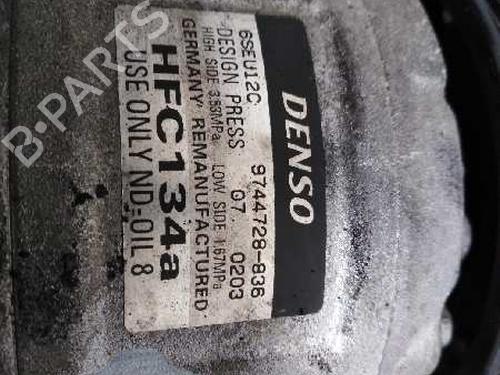 DENSO
6SEU12C 9744728-836
DESIGN PRESS 07. 0203
HIGH SIDE 3.53MPa LOW SIDE 1.67MPa
GERMANY REMANUFACTURED
HFC134a
USE ONLY ND-OIL 8
B-PARTS